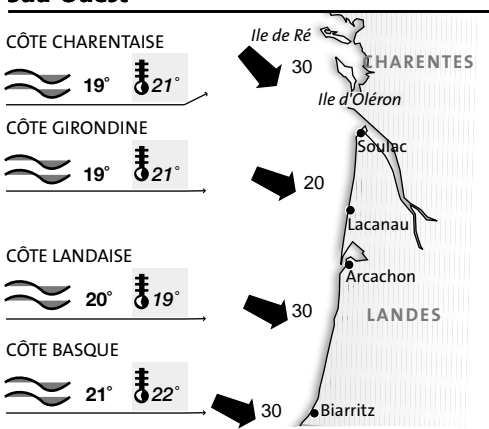 Sud-Ouest
CÔTE CHARENTAISE
19°
21°
30
Ile de Ré
CHARENTES
Ile d'Oléron
CÔTE GIRONDINE
19°
21°
20
Soulac
Lacanau
Arcachon
CÔTE LANDAISE
20°
19°
30
LANDES
CÔTE BASQUE
21°
22°
30
Biarritz